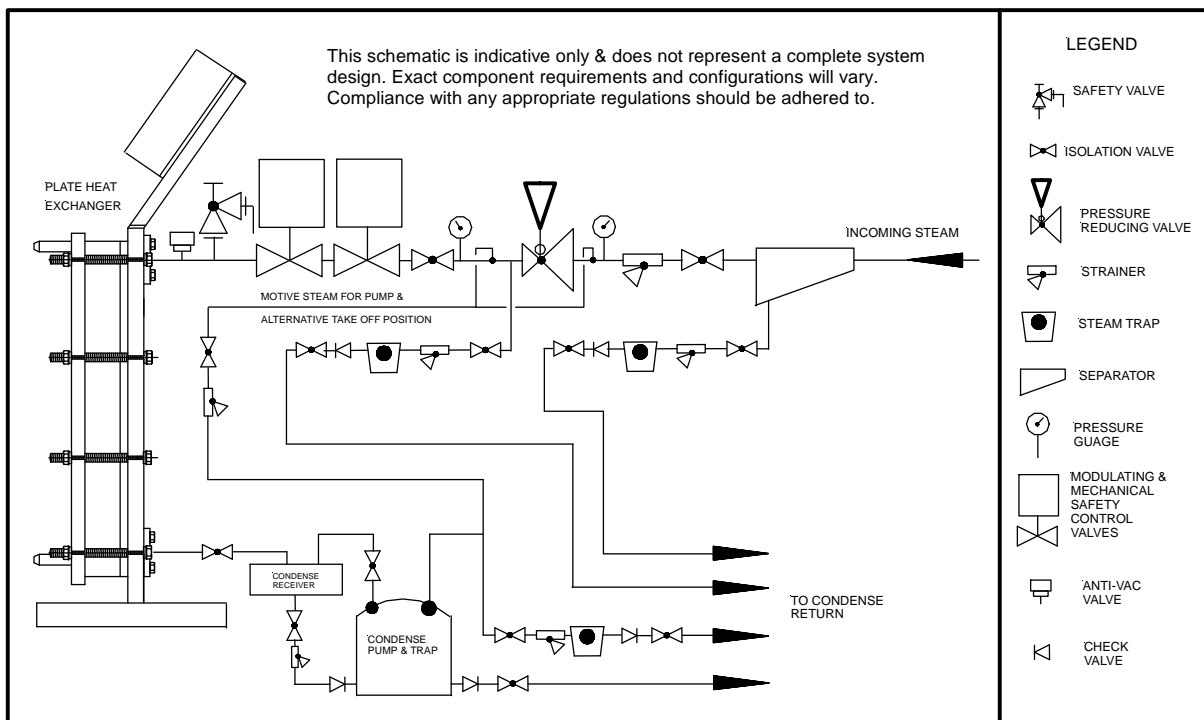 This schematic is indicative only & does not represent a complete system
design. Exact component requirements and configurations will vary.
Compliance with any appropriate regulations should be adhered to.
PLATE HEAT
EXCHANGER
INCOMING STEAM
MOTIVE STEAM FOR PUMP &
ALTERNATIVE TAKE OFF POSITION
CONDENSE
RECEIVER
CONDENSE
PUMP & TRAP
TO CONDENSE
RETURN
LEGEND
SAFETY VALVE
ISOLATION VALVE
PRESSURE
REDUCING VALVE
STRAINER
STEAM TRAP
SEPARATOR
PRESSURE
GUAGE
MODULATING &
MECHANICAL
SAFETY
CONTROL
VALVES
ANTI-VAC
VALVE
CHECK
VALVE